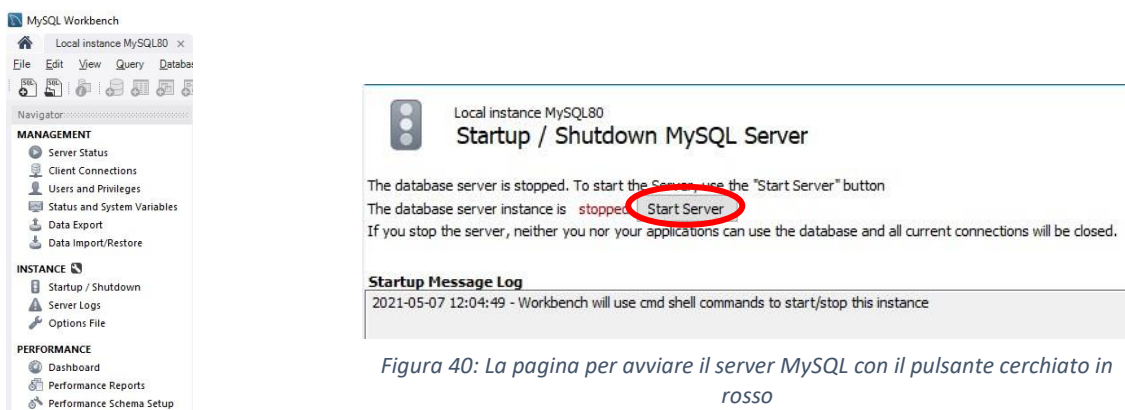 MySQL Workbench
Local instance MySQL80 ×
File Edit View Query Databas
Navigator
MANAGEMENT
Server Status
Client Connections
Users and Privileges
Status and System Variables
Data Export
Data Import/Restore
INSTANCE
Startup / Shutdown
Server Logs
Options File
PERFORMANCE
Dashboard
Performance Reports
Performance Schema Setup
Local instance MySQL80
Startup / Shutdown MySQL Server
The database server is stopped. To start the Server, use the "Start Server" button
The database server instance is stopped Start Server
If you stop the server, neither you nor your applications can use the database and all current connections will be closed.
Startup Message Log
2021-05-07 12:04:49 - Workbench will use cmd shell commands to start/stop this instance
Figura 40: La pagina per avviare il server MySQL con il pulsante cerchiato in
rosso